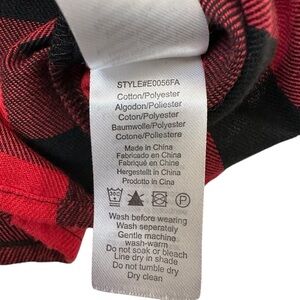 STYLE#E0056FA
Cotton/Polyester
Algodon/Poliester
Coton/Polyester
Baumwolle/Polyester
Cotone/Poliestere
Made in China
Fabricado en China
Fabriqué en China
Hergestellt in China
Prodotto in Cina
Wash before wearing
Wash seperately
Gentle machine
wash-warm
Do not soak or bleach
Line dry in shade
Do not tumble dry
Dry clean